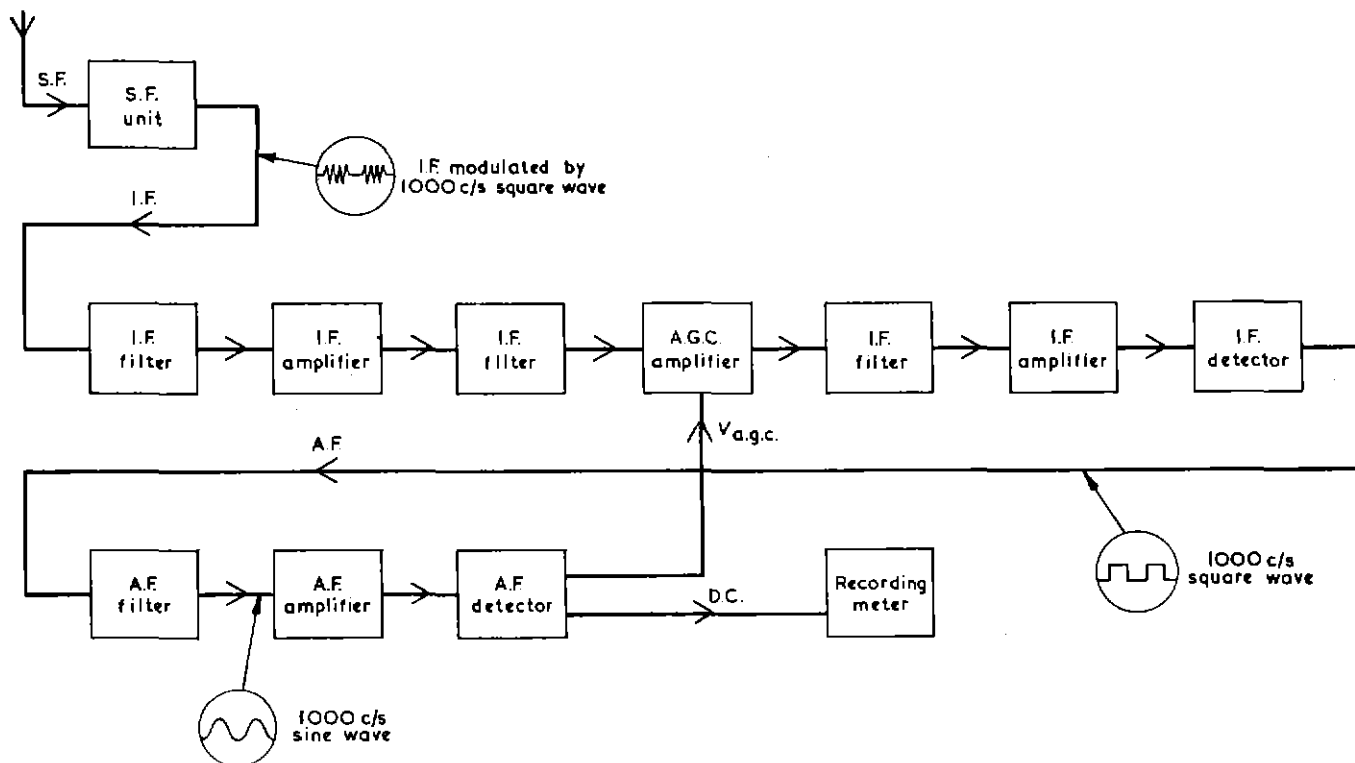 S.F.
S.F.
unit
I.F. modulated by
1000 c/s square wave
I.F.
I.F.
filter
I.F.
amplifier
I.F.
filter
A.G.C.
amplifier
I.F.
filter
I.F.
amplifier
I.F.
detector
Va.g.c.
A.F.
A.F.
filter
A.F.
amplifier
A.F.
detector
D.C.
Recording
meter
1000 c/s
square wave
1000 c/s
sine wave